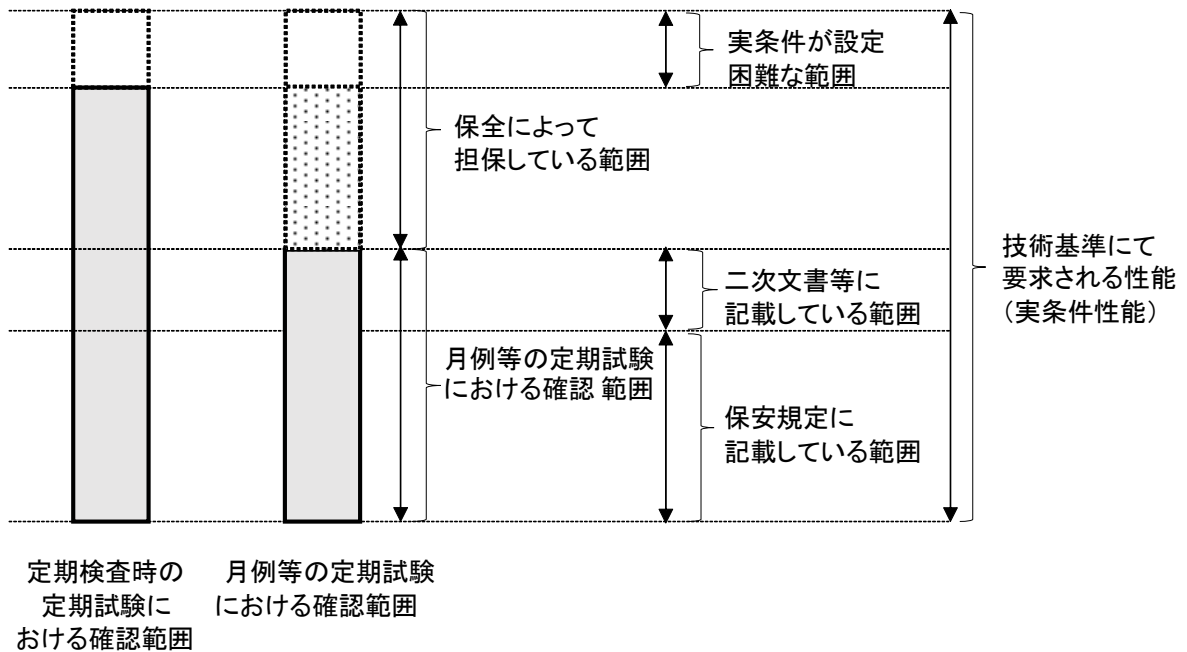 実条件が設定
困難な範囲
保全によって
担保している範囲
技術基準にて
要求される性能
（実条件性能）
二次文書等に
記載している範囲
月例等の定期試験
における確認 範囲
保安規定に
記載している範囲
定期検査時の
定期試験に
おける確認範囲
月例等の定期試験
における確認範囲